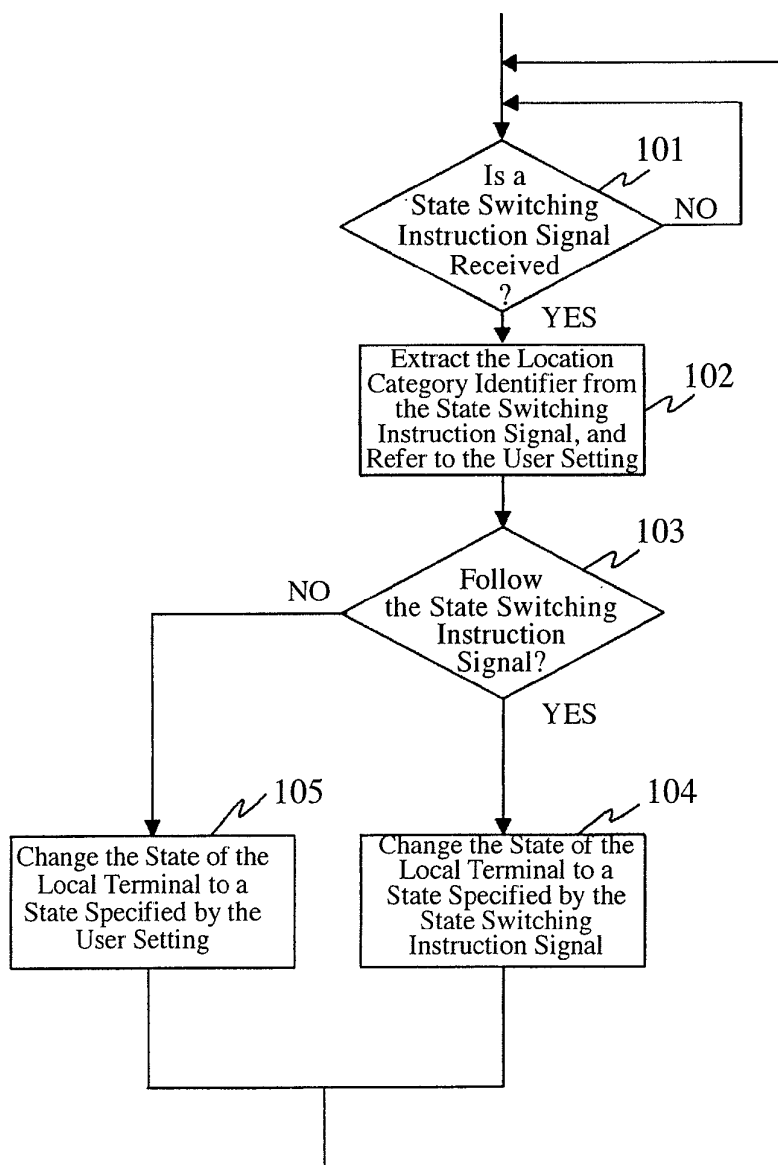 101
Is a
State Switching
Instruction Signal
Received
?
NO
YES
102
Extract the Location
Category Identifier from
the State Switching
Instruction Signal, and
Refer to the User Setting
103
Follow
the State Switching
Instruction
Signal?
NO
YES
105
Change the State of the
Local Terminal to a
State Specified by the
User Setting
104
Change the State of the
Local Terminal to a
State Specified by the
State Switching
Instruction Signal